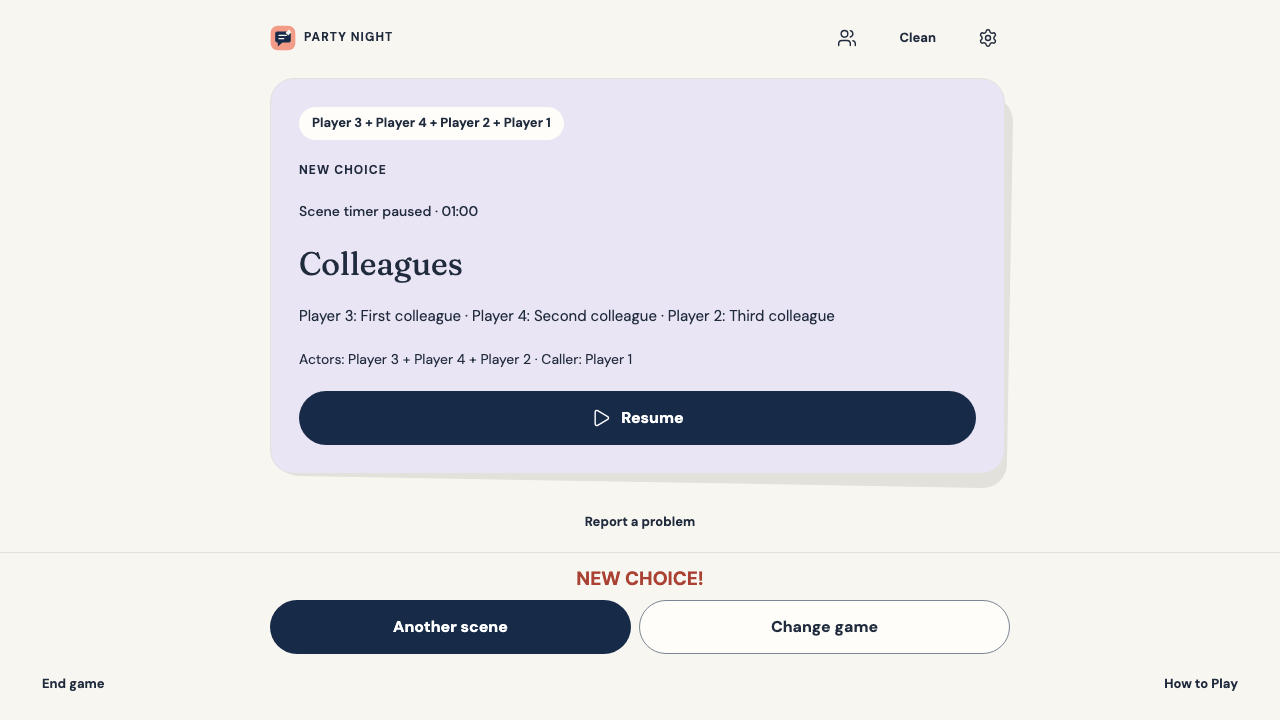 PARTY NIGHT
Clean
Player 3 + Player 4 + Player 2 + Player 1
NEW CHOICE
Scene timer paused · 01:00
Colleagues
Player 3: First colleague · Player 4: Second colleague · Player 2: Third colleague
Actors: Player 3 + Player 4 + Player 2 · Caller: Player 1
Resume
Report a problem
NEW CHOICE!
Another scene
Change game
End game
How to Play